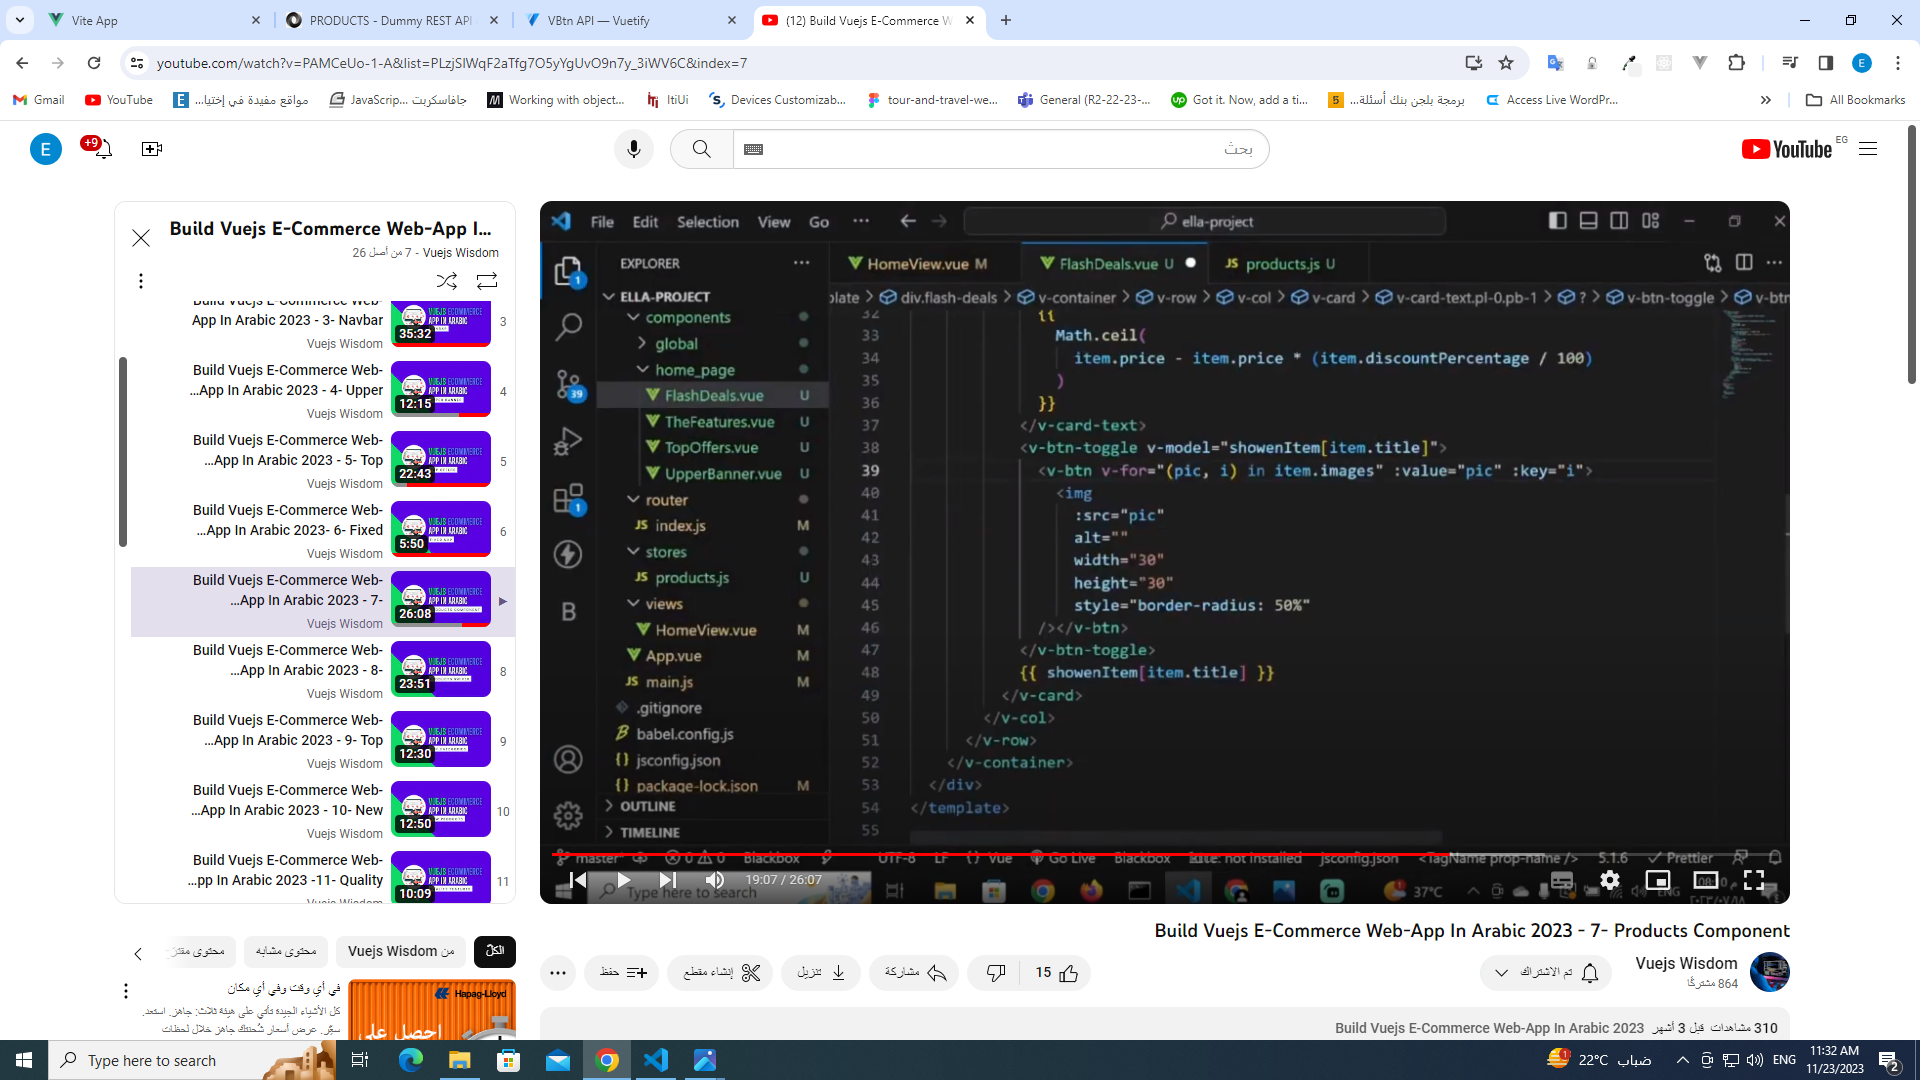 Vite App
PRODUCTS - Dummy REST API
VBtn API — Vuetify
(12) Build Vuejs E-Commerce W
youtube.com/watch?v=PAMCeUo-1-A&list=PLzjSIWqF2aTfg7O5yYgUvO9n7y_3iWV6C&index=7
Gmail
YouTube
مواقع مفيدة في إختيا...
جافاسكربت JavaScrip...
Working with object...
ItiUi
Devices Customizab...
tour-and-travel-we...
General (R2-22-23-...
Got it. Now, add a ti...
برمجة بلجن بنك أسئلة...
Access Live WordPr...
All Bookmarks
E
+9
بحث
YouTube EG
Build Vuejs E-Commerce Web-App I...
Vuejs Wisdom - 7 من أصل 26
Build Vuejs E-Commerce Web-
App In Arabic 2023 - 3- Navbar
Vuejs Wisdom
35:32
3
Build Vuejs E-Commerce Web-
App In Arabic 2023 - 4- Upper...
Vuejs Wisdom
12:15
4
Build Vuejs E-Commerce Web-
App In Arabic 2023 - 5- Top...
Vuejs Wisdom
22:43
5
Build Vuejs E-Commerce Web-
App In Arabic 2023- 6- Fixed...
Vuejs Wisdom
5:50
6
Build Vuejs E-Commerce Web-
App In Arabic 2023 - 7-...
Vuejs Wisdom
26:08
Build Vuejs E-Commerce Web-
App In Arabic 2023 - 8-...
Vuejs Wisdom
23:51
8
Build Vuejs E-Commerce Web-
App In Arabic 2023 - 9- Top...
Vuejs Wisdom
12:30
9
Build Vuejs E-Commerce Web-
App In Arabic 2023 - 10- New...
Vuejs Wisdom
12:50
10
Build Vuejs E-Commerce Web-
App In Arabic 2023 -11- Quality...
10:09
11
File Edit Selection View Go ···
ella-project
EXPLORER
ELLA-PROJECT
components
global
home_page
FlashDeals.vue U
TheFeatures.vue U
TopOffers.vue U
UpperBanner.vue U
router
JS index.js M
stores
JS products.js U
views
HomeView.vue M
App.vue M
JS main.js M
.gitignore
babel.config.js
jsconfig.json
package-lock.json M
OUTLINE
TIMELINE
HomeView.vue M
FlashDeals.vue U
JS products.js U
plate > div.flash-deals > v-container > v-row > v-col > v-card > v-card-text.pl-0.pb-1 > ? > v-btn-toggle > v-btn
32 {{
33 Math.ceil(
34 item.price - item.price * (item.discountPercentage / 100)
35 )
36 }}
37 </v-card-text>
38 <v-btn-toggle v-model="showenItem[item.title]">
39 <v-btn v-for="(pic, i) in item.images" :value="pic" :key="i">
40 <img
41 :src="pic"
42 alt=""
43 width="30"
44 height="30"
45 style="border-radius: 50%"
46 /></v-btn>
47 </v-btn-toggle>
48 {{ showenItem[item.title] }}
49 </v-card>
50 </v-col>
51 </v-row>
52 </v-container>
53 </div>
54 </template>
55
master* 0 0 Blackbox UTF-8 LF {} Vue Go Live Blackbox not installed jsconfig.json <TagName prop-name /> 5.1.6 Prettier
19:07 / 26:07
Type here to search
37°C
ENG
Build Vuejs E-Commerce Web-App In Arabic 2023 - 7- Products Component
Vuejs Wisdom
864 مشتركًا
تم الاشتراك
15
مشاركة
تنزيل
إنشاء مقطع
حفظ
310 مشاهدات قبل 3 أشهر Build Vuejs E-Commerce Web-App In Arabic 2023
الكلّ
من Vuejs Wisdom
محتوى مشابه
في أي وقت وفي أي مكان
كل الأشياء الجيدة تأتي على هيئة ثلاث: جاهز. استعد.
سيِّر. عرض أسعار شحنتك جاهز خلال لحظات
Hapag-Lloyd
احصل على
Type here to search
22°C ضباب
ENG
11:32 AM
11/23/2023
2